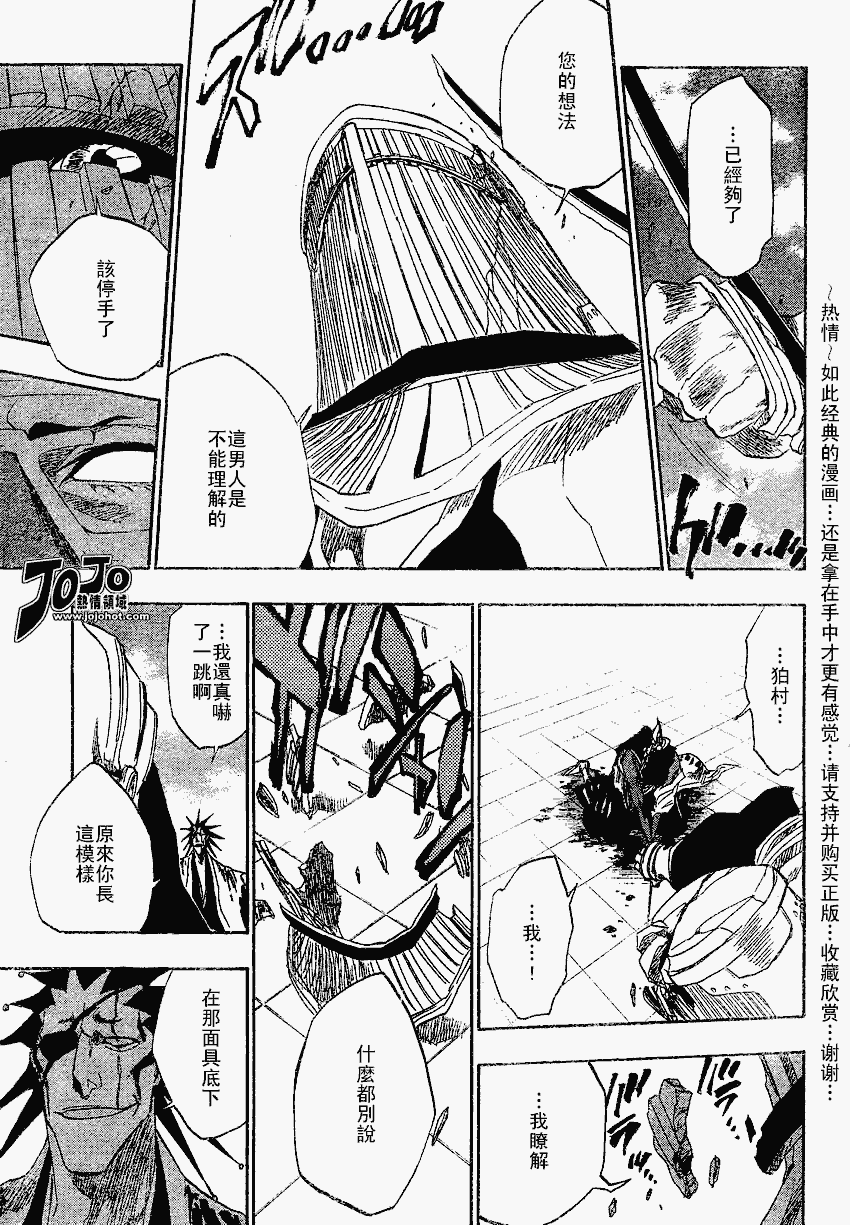 …已經夠了
您的想法
這男人是
不能理解的
該停手了
…狛村…
…我…！
…我瞭解
什麼都別說
…我還真嚇
了一跳啊
原來你長
這模樣
在那面具底下
JOJO
熱情領域
www.jojohot.com
～热情～如此经典的漫画…还是拿在手中才更有感觉…请支持并购买正版…收藏欣赏…谢谢…